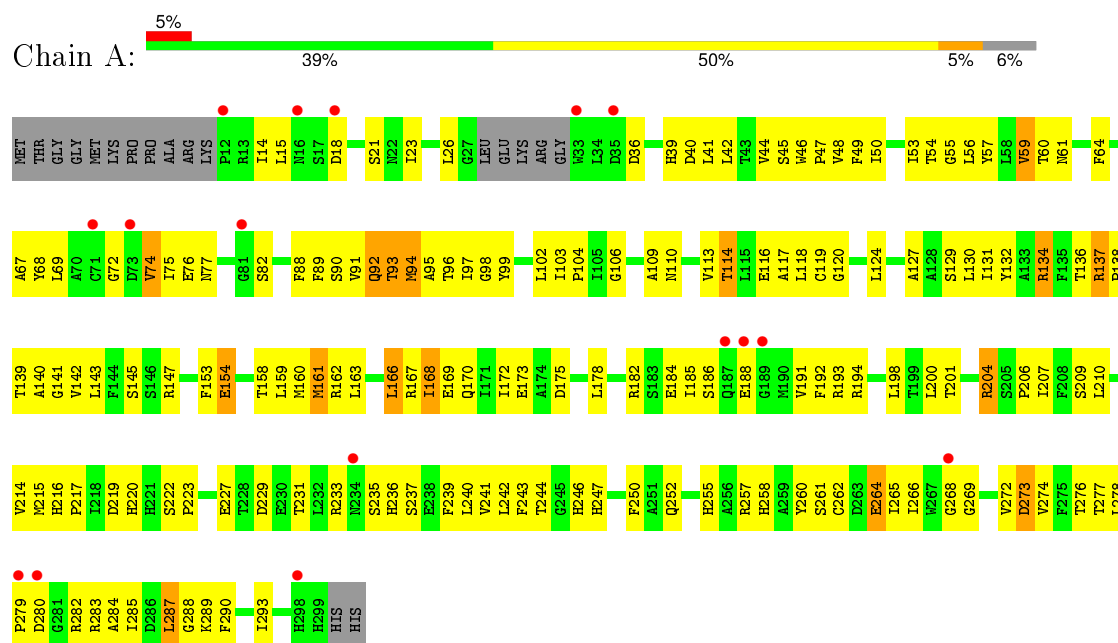 5%
Chain A:
39% 50% 5% 6%
MET THR GLY GLY MET LYS PRO PRO ALA ARG LYS P12 R13 I14 L15 N16 S17 D18 S21 N22 I23 L26 G27 LEU GLU LYS ARG GLY W33 L34 D35 D36 H39 D40 L41 L42 T43 V44 S45 W46 P47 V48 F49 I50 I53 T54 G55 L56 Y57 L58 V59 T60 N61 F64
A67 Y68 L69 A70 C71 G72 D73 V74 I75 E76 N77 G81 S82 F88 F89 S90 V91 Q92 T93 M94 A95 T96 I97 G98 Y99 L102 I103 P104 I105 G106 A109 N110 V113 T114 L115 E116 A117 L118 C119 G120 L124 A127 A128 S129 L130 I131 Y132 A133 R134 F135 T136 R137 P138
T139 A140 G141 V142 L143 F144 S145 S146 R147 F153 E154 T158 L159 M160 M161 R162 L163 L166 R167 I168 E169 Q170 I171 I172 E173 A174 D175 L178 R182 S183 E184 I185 S186 Q187 E188 G189 M190 V191 F192 R193 R194 L198 T199 L200 T201 R204 S205 P206 I207 F208 S209 L210
V214 M215 H216 P217 I218 D219 H220 H221 S222 P223 E227 T228 D229 E230 T231 L232 R233 N234 S235 H236 S237 E238 F239 L240 V241 L242 F243 T244 G245 H246 H247 F250 A251 Q252 H255 A256 R257 H258 A259 Y260 S261 C262 D263 E264 I265 I266 W267 G268 G269 V272 D273 V274 F275 T276 T277 L278
P279 D280 G281 R282 R283 A284 I285 D286 L287 G288 K289 F290 I293 H298 H299 HIS HIS